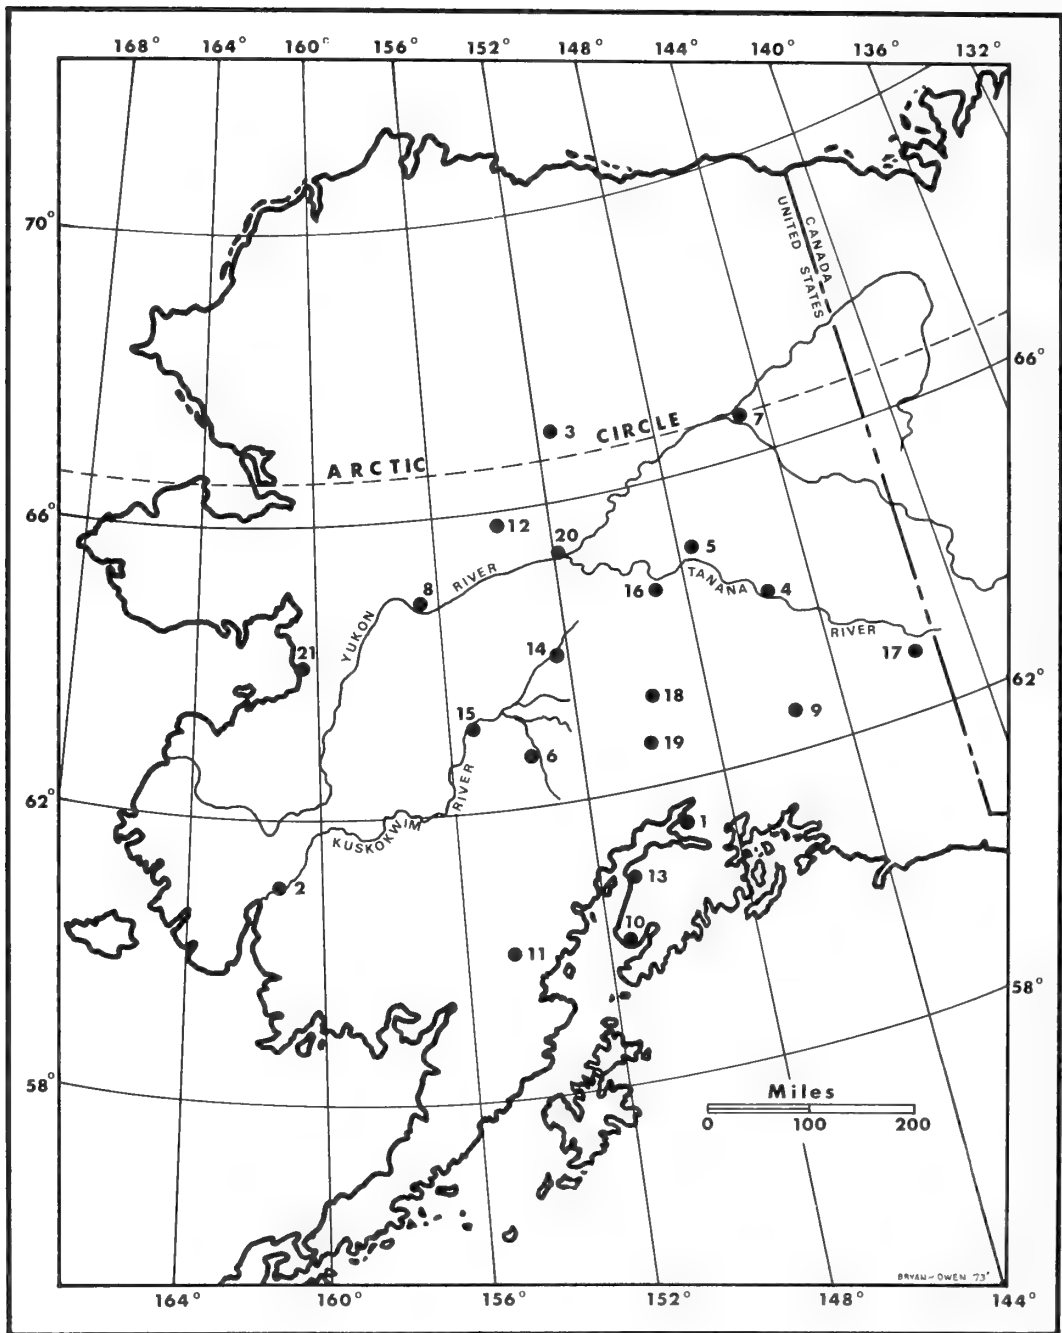 168° 164° 160° 156° 152° 148° 144° 140° 136° 132°
70°
CANADA
UNITED STATES
66°
7
3
CIRCLE
ARCTIC
66°
12
20
5
8
RIVER
16
TANANA
4
YUKON
RIVER
17
14
21
62°
18
9
15
19
6
62°
RIVER
1
KUSKOKWIM
2
13
10
11
58°
58°
Miles
0 100 200
BRYAN-OWEN 73'
164° 160° 156° 152° 148° 144°